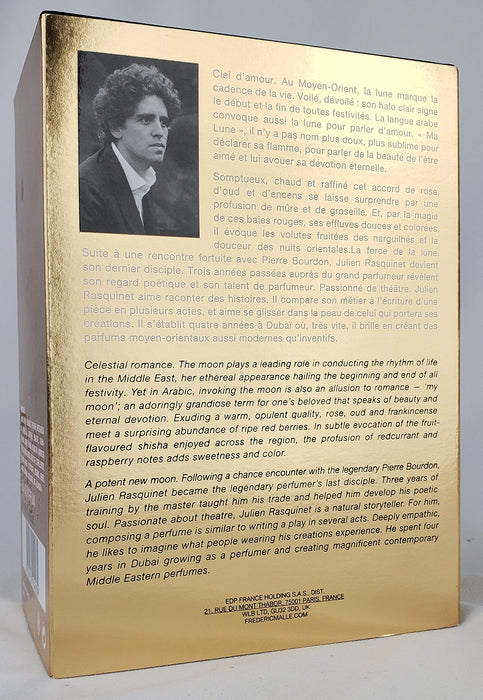 Ciel d'amour. Au Moyen-Orient, la lune marque la
cadence de la vie. Voilé, dévoilé : son halo clair signe
le début et la fin de toutes festivités. La langue arabe
convoque aussi la lune pour parler d'amour. « Ma
Lune », il n'y a pas nom plus doux, plus sublime pour
déclarer sa flamme, pour parler de la beauté de l'être
aimé et lui avouer sa dévotion éternelle.
Somptueux, chaud et raffiné cet accord de rose,
d'oud et d'encens se laisse surprendre par une
profusion de mûre et de groseille. Et, par la magie
de ces baies rouges, ses effluves douces et colorées,
il évoque les volutes fruitées des narguilhés et la
douceur des nuits orientales.La force de la lune.
Suite à une rencontre fortuite avec Pierre Bourdon, Julien Rasquinet devient
son dernier disciple. Trois années passées auprès du grand parfumeur révèlent
son regard poétique et son talent de parfumeur. Passionné de théâtre, Julien
Rasquinet aime raconter des histoires. Il compare son métier à l'écriture d'une
pièce en plusieurs actes, et aime se glisser dans la peau de celui qui portera ses
créations. Il s'établit quatre années à Dubaï où, très vite, il brille en créant des
parfums moyen-orientaux aussi modernes qu'inventifs.
Celestial romance. The moon plays a leading role in conducting the rhythm of life
in the Middle East, her ethereal appearance hailing the beginning and end of all
festivity. Yet in Arabic, invoking the moon is also an allusion to romance – 'my
moon'; an adoringly grandiose term for one's beloved that speaks of beauty and
eternal devotion. Exuding a warm, opulent quality, rose, oud and frankincense
meet a surprising abundance of ripe red berries. In subtle evocation of the fruit-
flavoured shisha enjoyed across the region, the profusion of redcurrant and
raspberry notes adds sweetness and color.
A potent new moon. Following a chance encounter with the legendary Pierre Bourdon,
Julien Rasquinet became the legendary perfumer's last disciple. Three years of
training by the master taught him his trade and helped him develop his poetic
soul. Passionate about theatre, Julien Rasquinet is a natural storyteller. For him,
composing a perfume is similar to writing a play in several acts. Deeply empathic,
he likes to imagine what people wearing his creations experience. He spent four
years in Dubai growing as a perfumer and creating magnificent contemporary
Middle Eastern perfumes.
EDP FRANCE HOLDING S.A.S., DIST.
21, RUE DU MONT THABOR, 75001 PARIS, FRANCE
WLB LTD, GU32 3DD, UK
FREDERICMALLE.COM